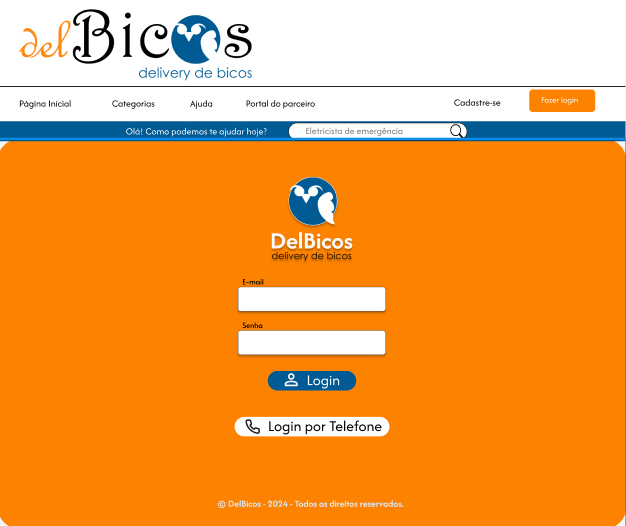 delBicos
delivery de bicos
Página Inicial Categorias Ajuda Portal do parceiro Cadastre-se Fazer login
Olá! Como podemos te ajudar hoje? Eletricista de emergência
DelBicos
delivery de bicos
E-mail
Senha
Login
Login por Telefone
© DelBicos - 2024 - Todos os direitos reservados.